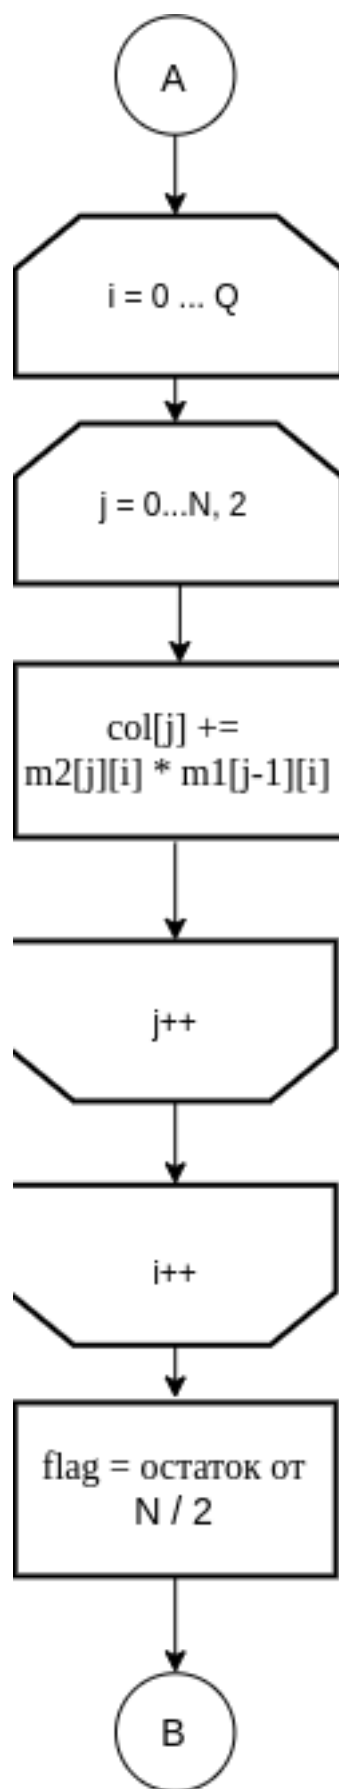 A
i = 0 ... Q
j = 0...N, 2
col[j] +=
m2[j][i] * m1[j-1][i]
j++
i++
flag = остаток от
N / 2
B